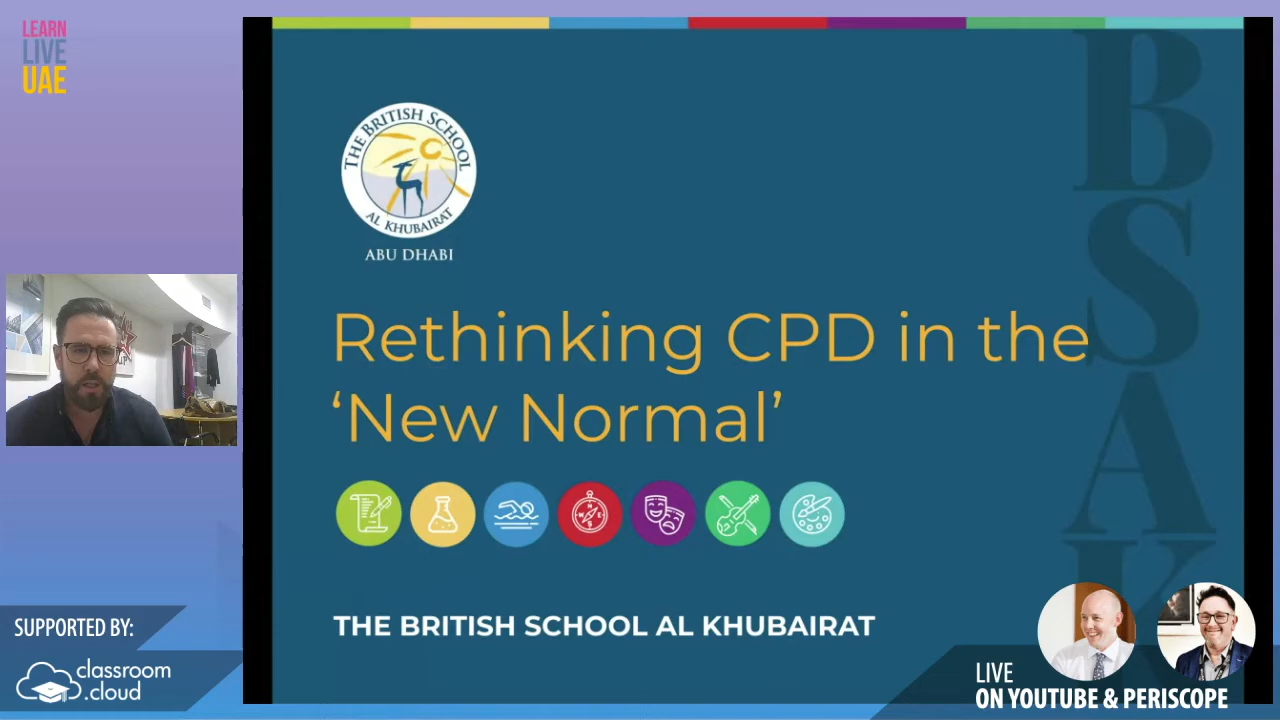 LEARN
LIVE
UAE
THE BRITISH SCHOOL
AL KHUBAIRAT
ABU DHABI
Rethinking CPD in the
‘New Normal’
THE BRITISH SCHOOL AL KHUBAIRAT
BSAK
SUPPORTED BY:
classroom
.cloud
LIVE
ON YOUTUBE & PERISCOPE